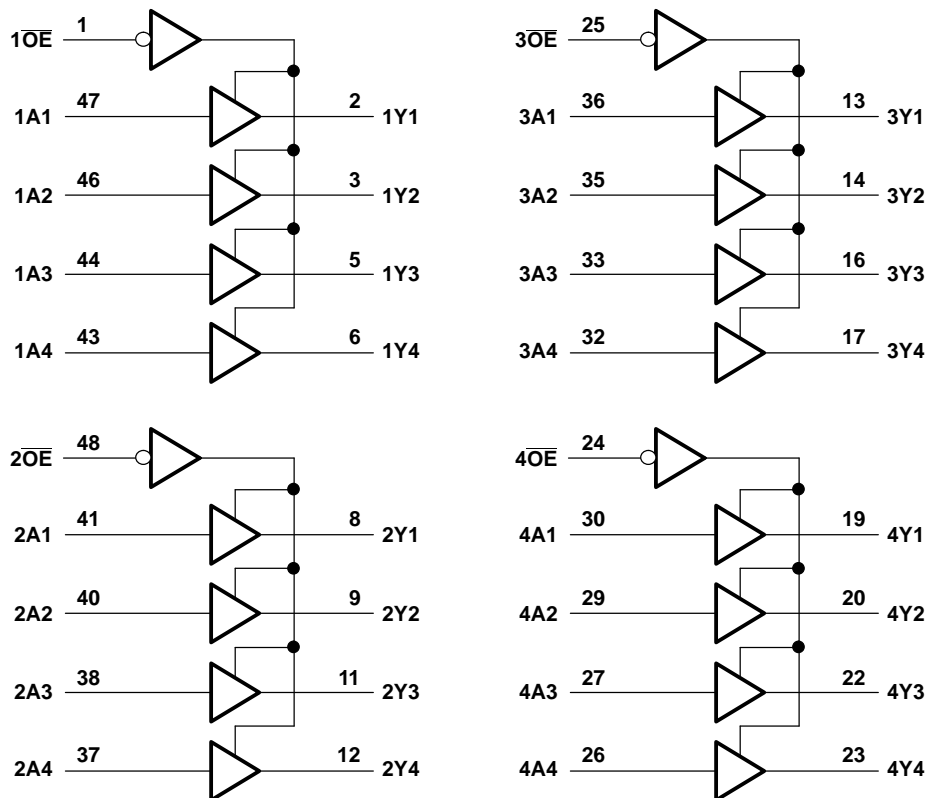 1OE 1
1A1 47 2 1Y1
1A2 46 3 1Y2
1A3 44 5 1Y3
1A4 43 6 1Y4
3OE 25
3A1 36 13 3Y1
3A2 35 14 3Y2
3A3 33 16 3Y3
3A4 32 17 3Y4
2OE 48
2A1 41 8 2Y1
2A2 40 9 2Y2
2A3 38 11 2Y3
2A4 37 12 2Y4
4OE 24
4A1 30 19 4Y1
4A2 29 20 4Y2
4A3 27 22 4Y3
4A4 26 23 4Y4